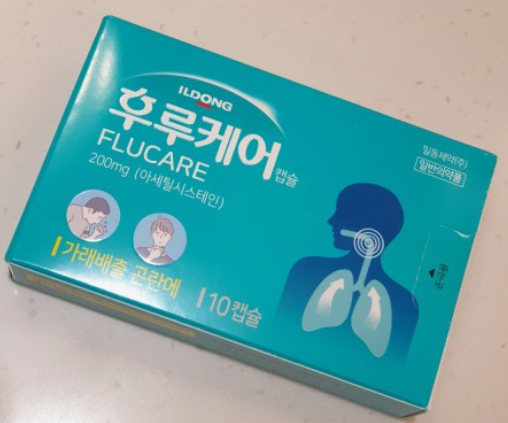 ILDONG
후루케어 캡슐
FLUCARE
200mg (아세틸시스테인)
가래배출 곤란에
10캡슐
일동제약(주)
일반의약품